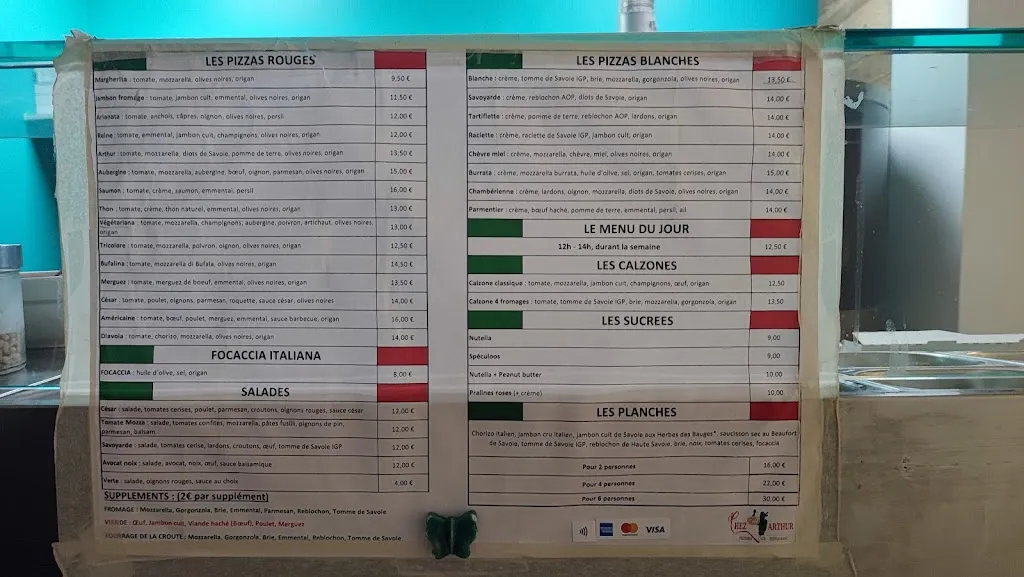 LES PIZZAS ROUGES
Margherita : tomate, mozzarella, olives noires, origan 9,50 €
Jambon fromage : tomate, jambon cuit, emmental, olives noires, origan 11,50 €
Arlenata : tomate, anchois, câpres, oignon, olives noires, persil 12,00 €
Reine : tomate, emmental, jambon cuit, champignons, olives noires, origan 12,00 €
Arthur : tomate, mozzarella, diots de Savoie, pomme de terre, olives noires, origan 13,50 €
Aubergine : tomate, mozzarella, aubergine, bœuf, oignon, parmesan, olives noires, origan 15,00 €
Saumon : tomate, crème, saumon, emmental, persil 16,00 €
Thon : tomate, crème, thon naturel, emmental, olives noires, origan 13,00 €
Végétariana : tomate, mozzarella, champignons, aubergine, poivron, artichaut, olives noires,
origan 13,00 €
Tricolore : tomate, mozzarella, poivron, oignon, olives noires, origan 12,50 €
Bufalina : tomate, mozzarella di Bufala, olives noires, origan 14,50 €
Merguez : tomate, merguez de boeuf, emmental, olives noires, origan 13,50 €
César : tomate, poulet, oignons, parmesan, roquette, sauce césar, olives noires 14,00 €
Américaine : tomate, bœuf, poulet, merguez, emmental, sauce barbecue, origan 16,00 €
Diavola : tomate, chorizo, mozzarella, olives noires, origan 14,00 €
FOCACCIA ITALIANA
FOCACCIA : huile d'olive, sel, origan 8,00 €
SALADES
César : salade, tomates cerises, poulet, parmesan, croutons, oignons rouges, sauce césar 12,00 €
Tomate Mozza : salade, tomates confites, mozzarella, pâtes fusilli, pignons de pin,
parmesan, balsam 12,00 €
Savoyarde : salade, tomates cerise, lardons, croutons, œuf, tomme de Savoie IGP 12,00 €
Avocat noix : salade, avocat, noix, œuf, sauce balsamique 12,00 €
Verte : salade, oignons rouges, sauce au choix 4,00 €
SUPPLEMENTS : (2€ par supplément)
FROMAGE : Mozzarella, Gorgonzola, Brie, Emmental, Parmesan, Reblochon, Tomme de Savoie
VIANDE : Œuf, Jambon cuit, Viande haché (Bœuf), Poulet, Merguez
FOURRAGE DE LA CROUTE : Mozzarella, Gorgonzola, Brie, Emmental, Reblochon, Tomme de Savoie
LES PIZZAS BLANCHES
Blanche : crème, tomme de Savoie IGP, brie, mozzarella, gorgonzola, olives noires, origan 13,50 €
Savoyarde : crème, reblochon AOP, diots de Savoie, origan 14,00 €
Tartiflette : crème, pomme de terre, reblochon AOP, lardons, origan 14,00 €
Raclette : crème, raclette de Savoie IGP, jambon cuit, origan 14,00 €
Chèvre miel : crème, mozzarella, chèvre, miel, olives noires, origan 14,00 €
Burrata : crème, mozzarella burrata, huile d'olive, sel, origan, tomates cerises, origan 15,00 €
Chambérienne : crème, lardons, oignon, mozzarella, diots de Savoie, olives noires, origan 14,00 €
Parmentier : crème, bœuf haché, pomme de terre, emmental, persil, ail 14,00 €
LE MENU DU JOUR
12h - 14h, durant la semaine 12,50 €
LES CALZONES
Calzone classique : tomate, mozzarella, jambon cuit, champignons, œuf, origan 12,50
Calzone 4 fromages : tomate, tomme de Savoie IGP, brie, mozzarella, gorgonzola, origan 13,50
LES SUCREES
Nutella 9,00
Spéculoos 9,00
Nutella + Peanut butter 10,00
Pralines roses (+ crème) 10,00
LES PLANCHES
Chorizo italien, jambon cru italien, jambon cuit de Savoie aux Herbes des Bauges*, saucisson sec au Beaufort
de Savoie, tomme de Savoie IGP, reblochon de Haute Savoie, brie, noix, tomates cerises, focaccia
Pour 2 personnes 16,00 €
Pour 4 personnes 22,00 €
Pour 6 personnes 30,00 €
VISA
CHEZ ARTHUR